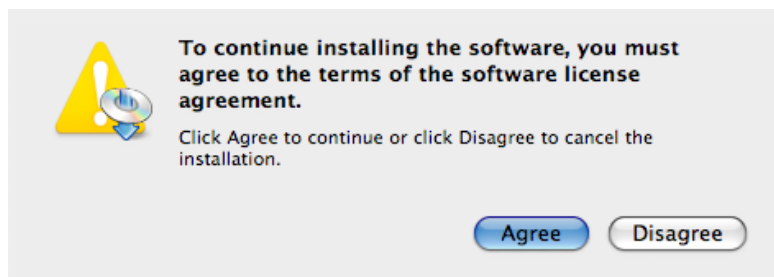 To continue installing the software, you must
agree to the terms of the software license
agreement.
Click Agree to continue or click Disagree to cancel the
installation.
Agree
Disagree